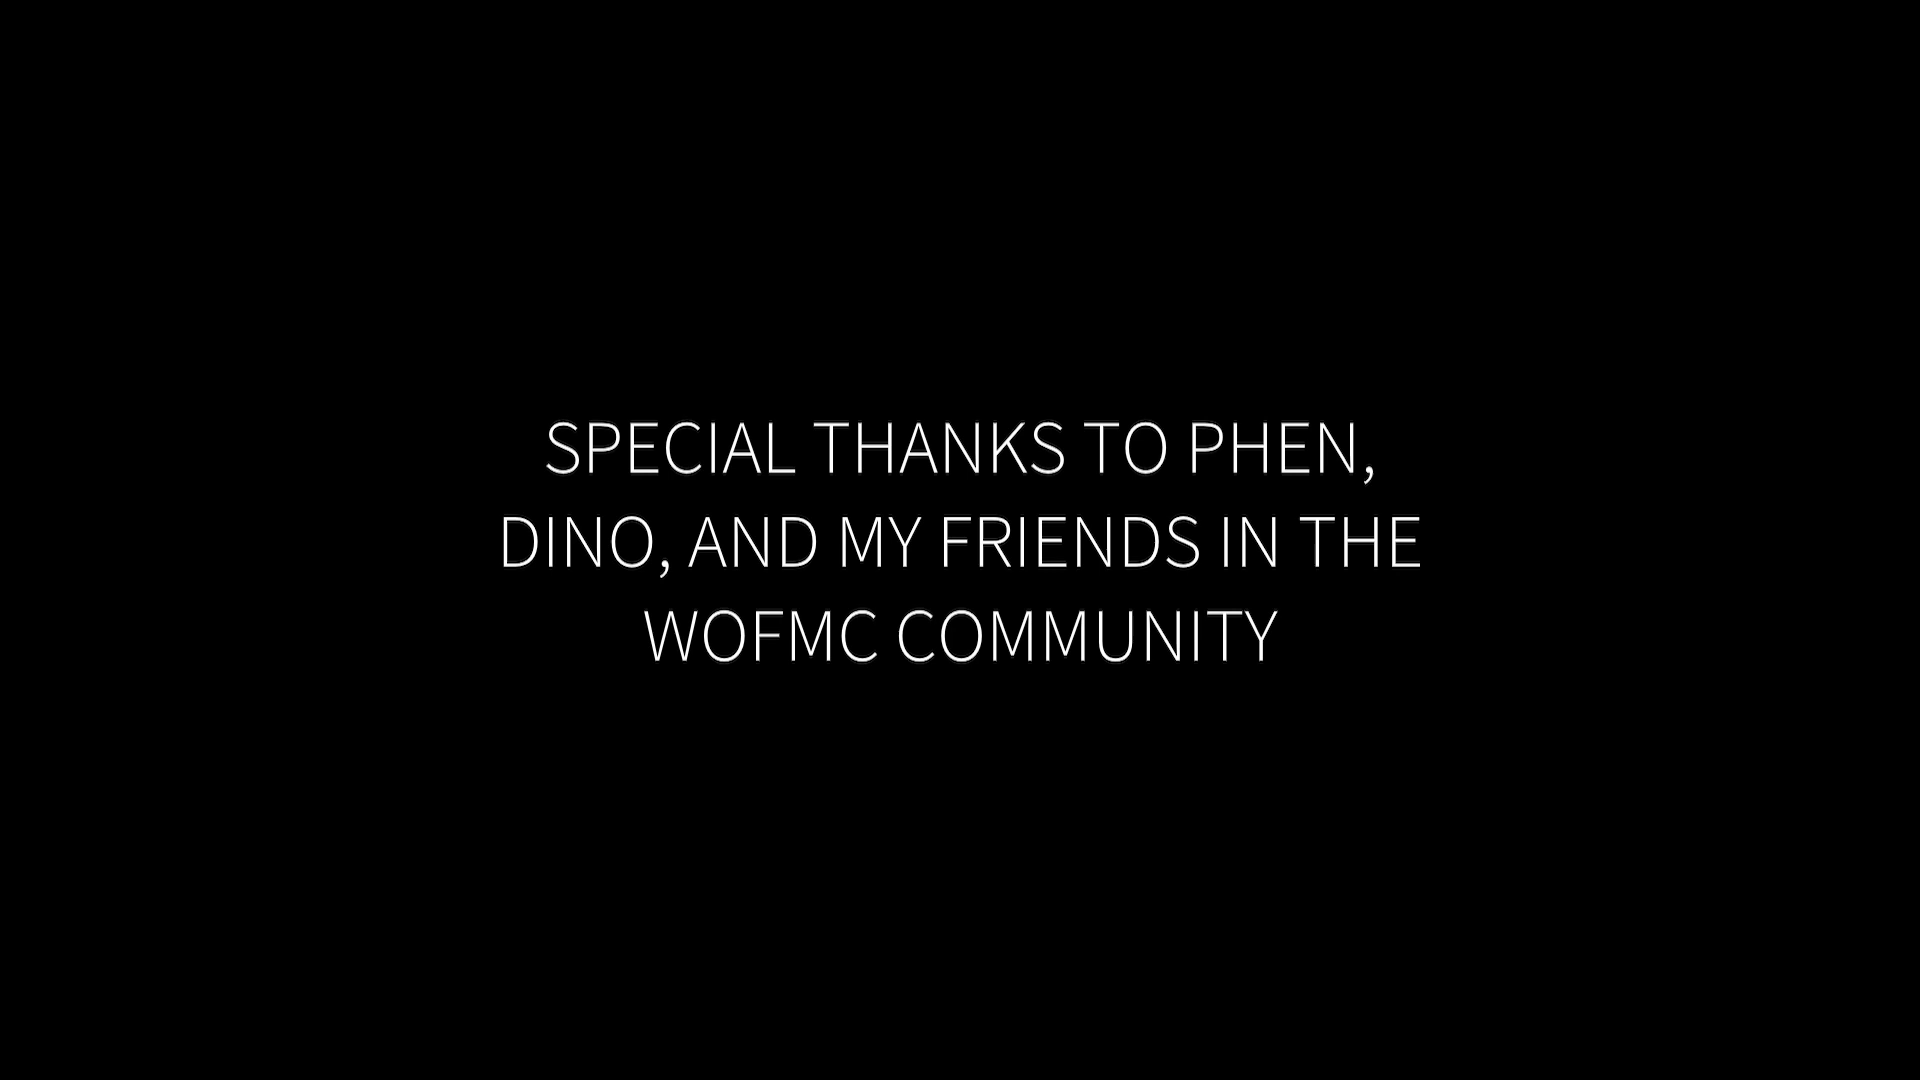 SPECIAL THANKS TO PHEN,
DINO, AND MY FRIENDS IN THE
WOFMC COMMUNITY